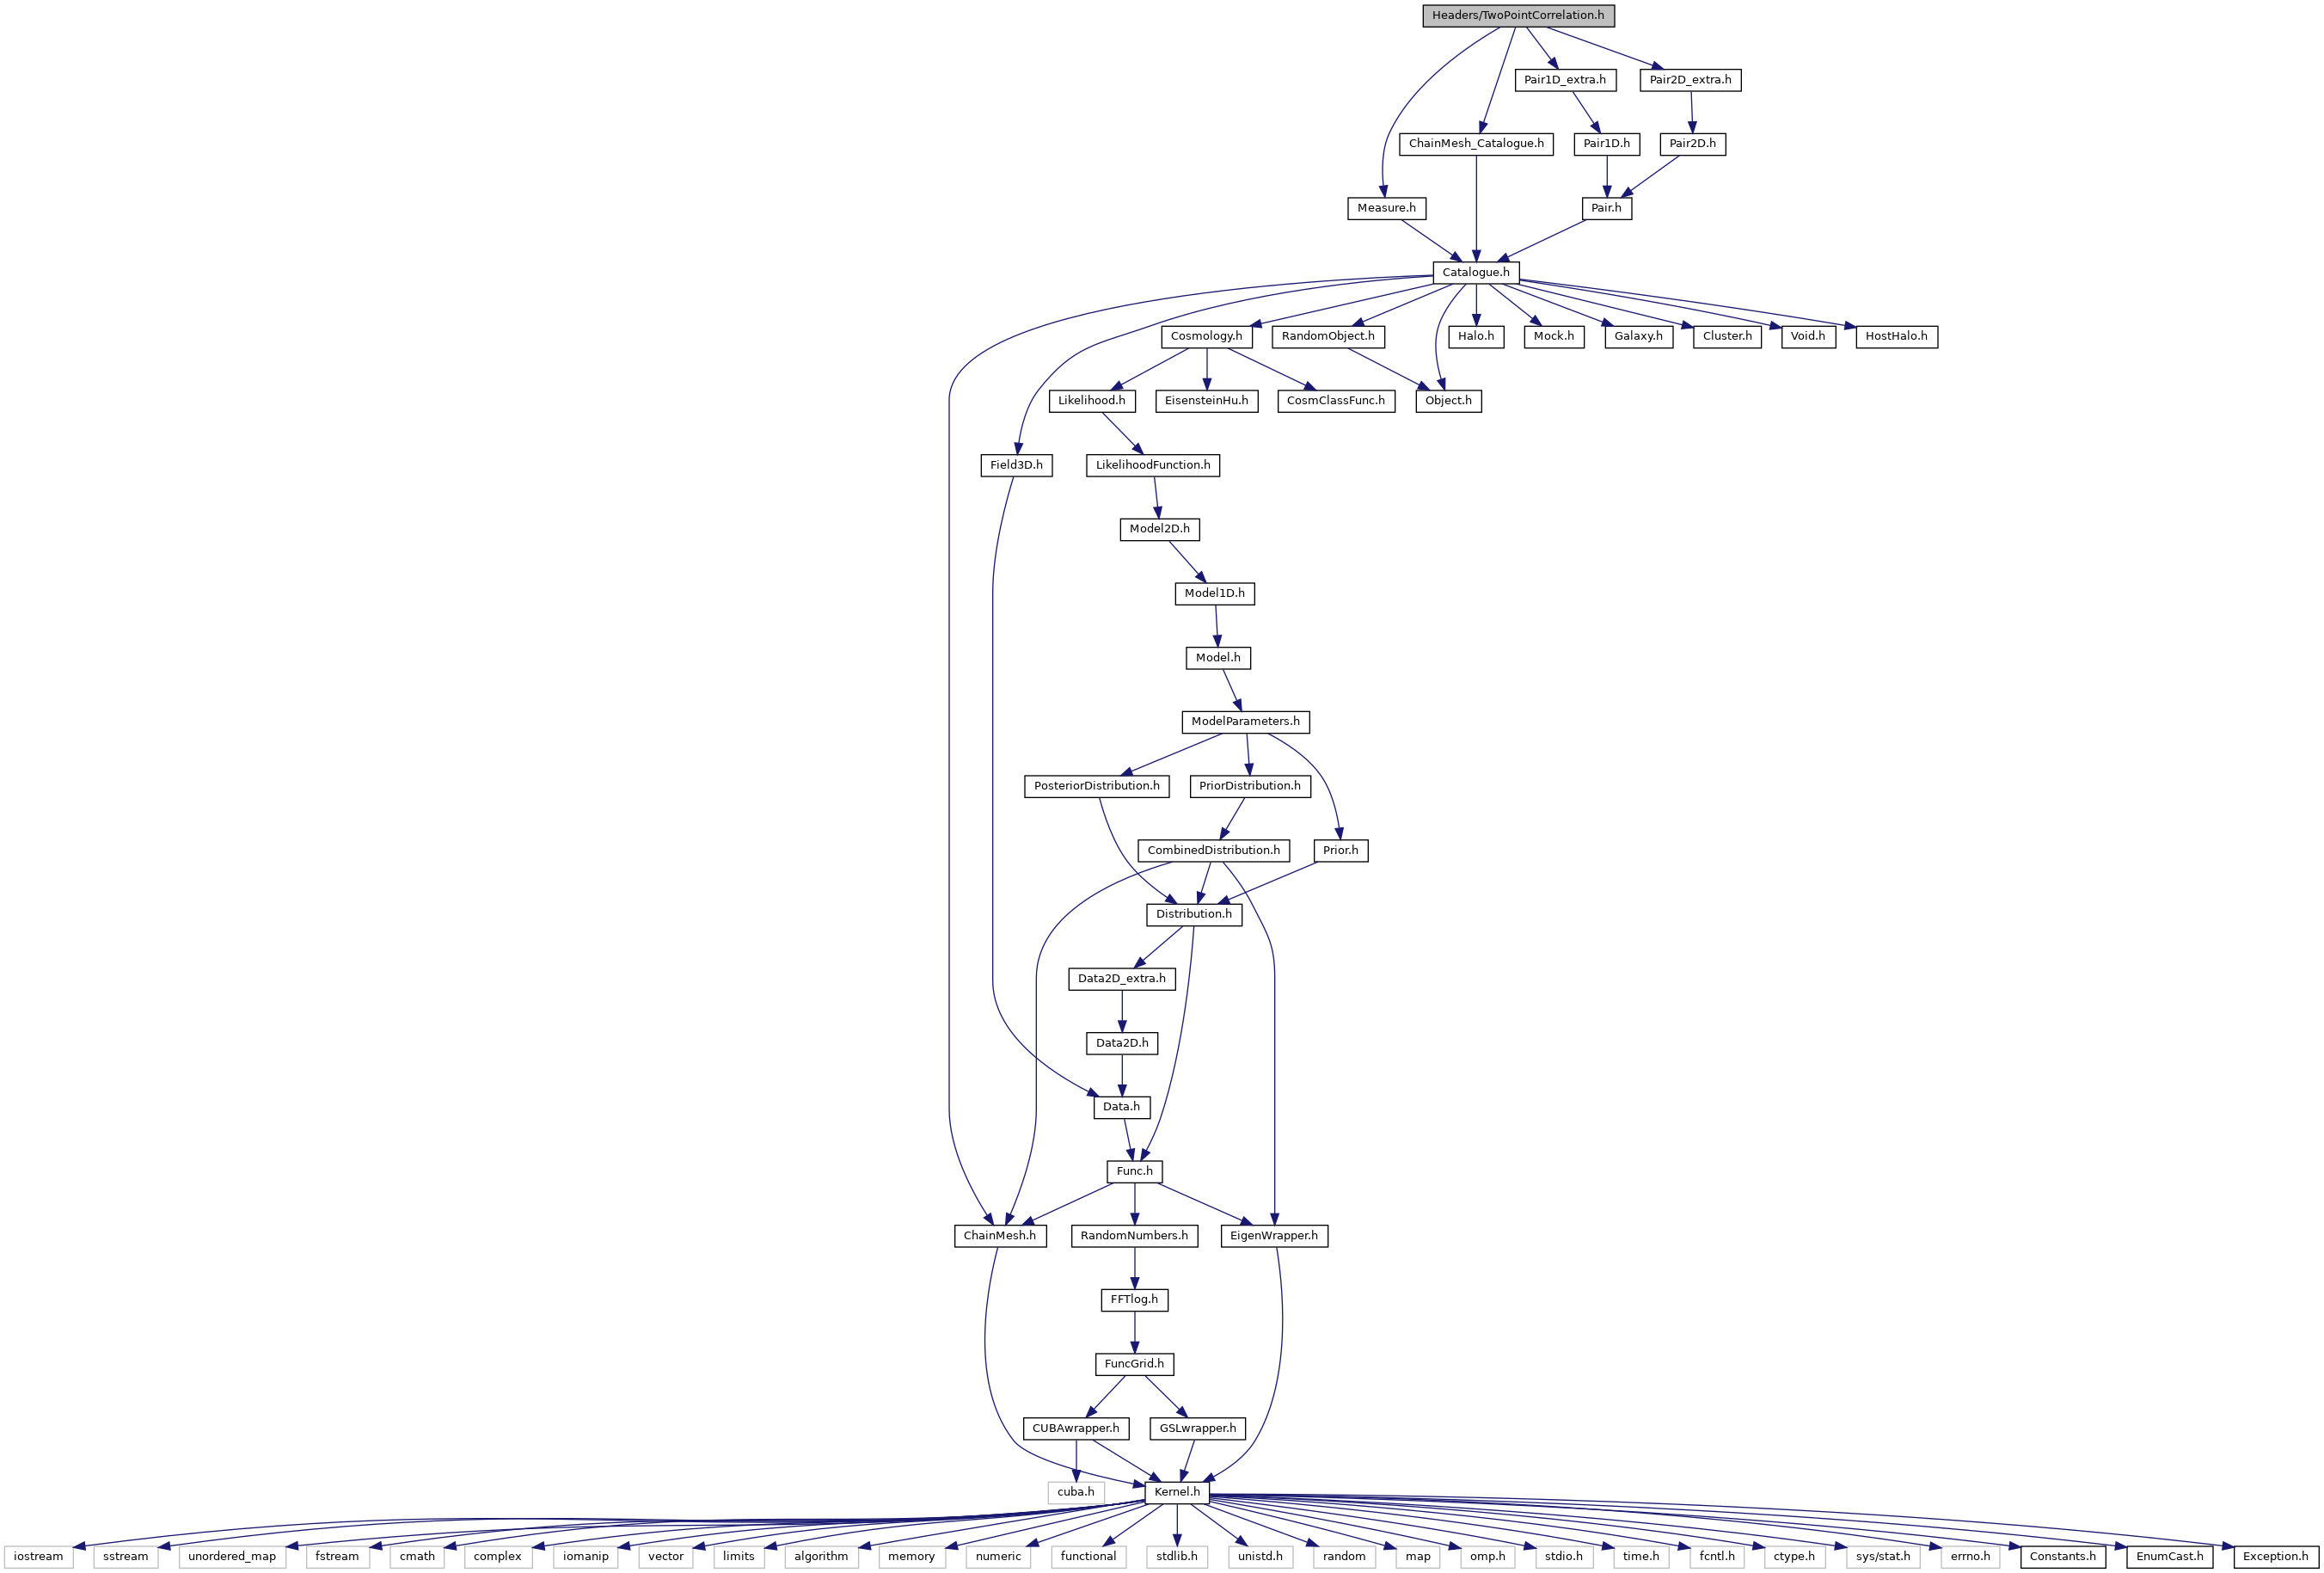 Headers/TwoPointCorrelation.h
Pair1D_extra.h
Pair2D_extra.h
ChainMesh_Catalogue.h
Pair1D.h
Pair2D.h
Measure.h
Pair.h
Catalogue.h
Cosmology.h
RandomObject.h
Halo.h
Mock.h
Galaxy.h
Cluster.h
Void.h
HostHalo.h
Likelihood.h
EisensteinHu.h
CosmClassFunc.h
Object.h
Field3D.h
LikelihoodFunction.h
Model2D.h
Model1D.h
Model.h
ModelParameters.h
PosteriorDistribution.h
PriorDistribution.h
CombinedDistribution.h
Prior.h
Distribution.h
Data2D_extra.h
Data2D.h
Data.h
Func.h
ChainMesh.h
RandomNumbers.h
EigenWrapper.h
FFTlog.h
FuncGrid.h
CUBAwrapper.h
GSLwrapper.h
cuba.h
Kernel.h
iostream
sstream
unordered_map
fstream
cmath
complex
iomanip
vector
limits
algorithm
memory
numeric
functional
stdlib.h
unistd.h
random
map
omp.h
stdio.h
time.h
fcntl.h
ctype.h
sys/stat.h
errno.h
Constants.h
EnumCast.h
Exception.h